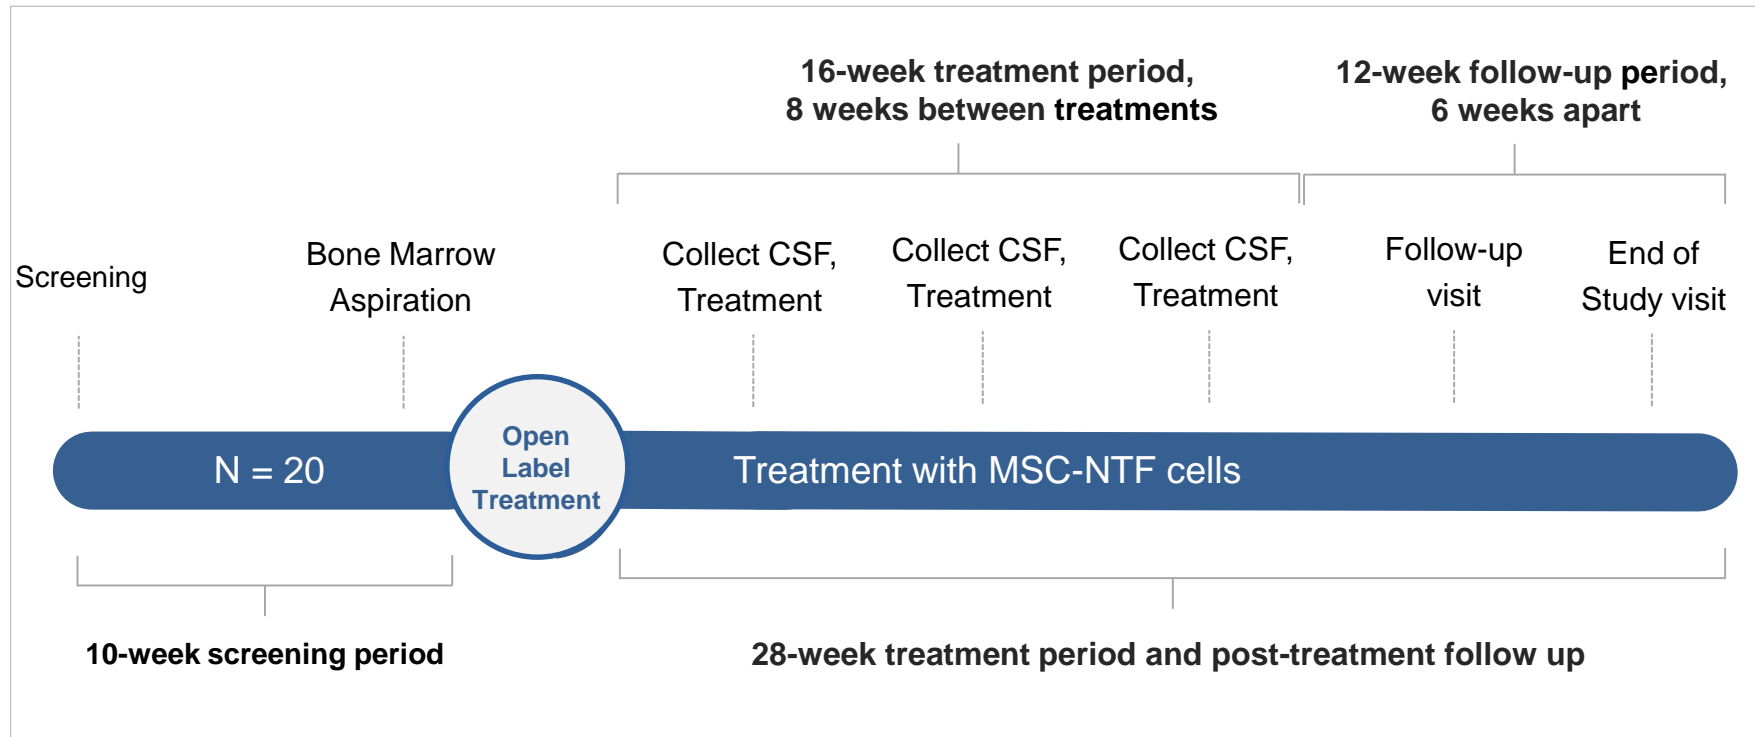 16-week treatment period,
8 weeks between treatments
12-week follow-up period,
6 weeks apart
Screening
Bone Marrow
Aspiration
Collect CSF,
Treatment
Collect CSF,
Treatment
Collect CSF,
Treatment
Follow-up
visit
End of
Study visit
N = 20
Open
Label
Treatment
Treatment with MSC-NTF cells
10-week screening period
28-week treatment period and post-treatment follow up